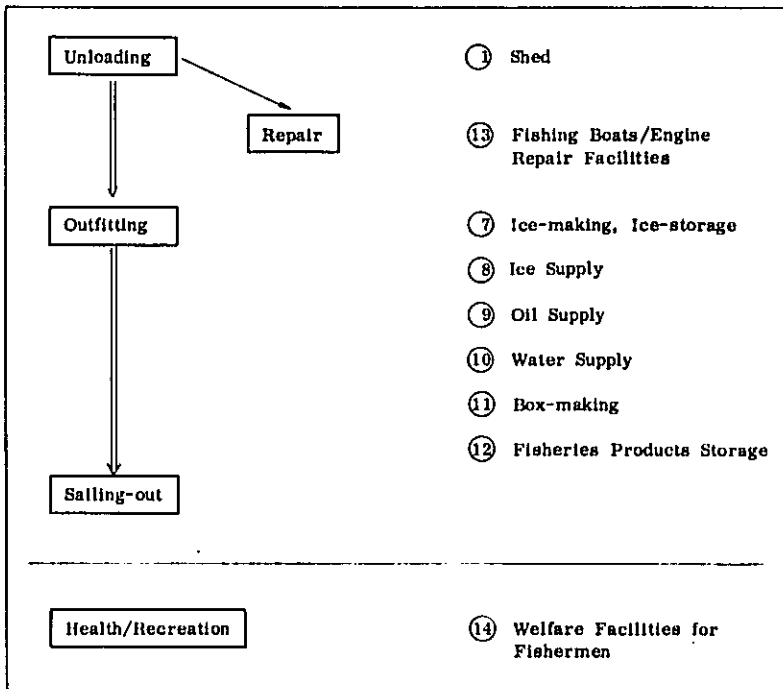 Unloading
① Shed
Repair
⑬ Fishing Boats/Engine
Repair Facilities
Outfitting
⑦ Ice-making, Ice-storage
⑧ Ice Supply
⑨ Oil Supply
⑩ Water Supply
⑪ Box-making
⑫ Fisheries Products Storage
Sailing-out
Health/Recreation
⑭ Welfare Facilities for
Fishermen